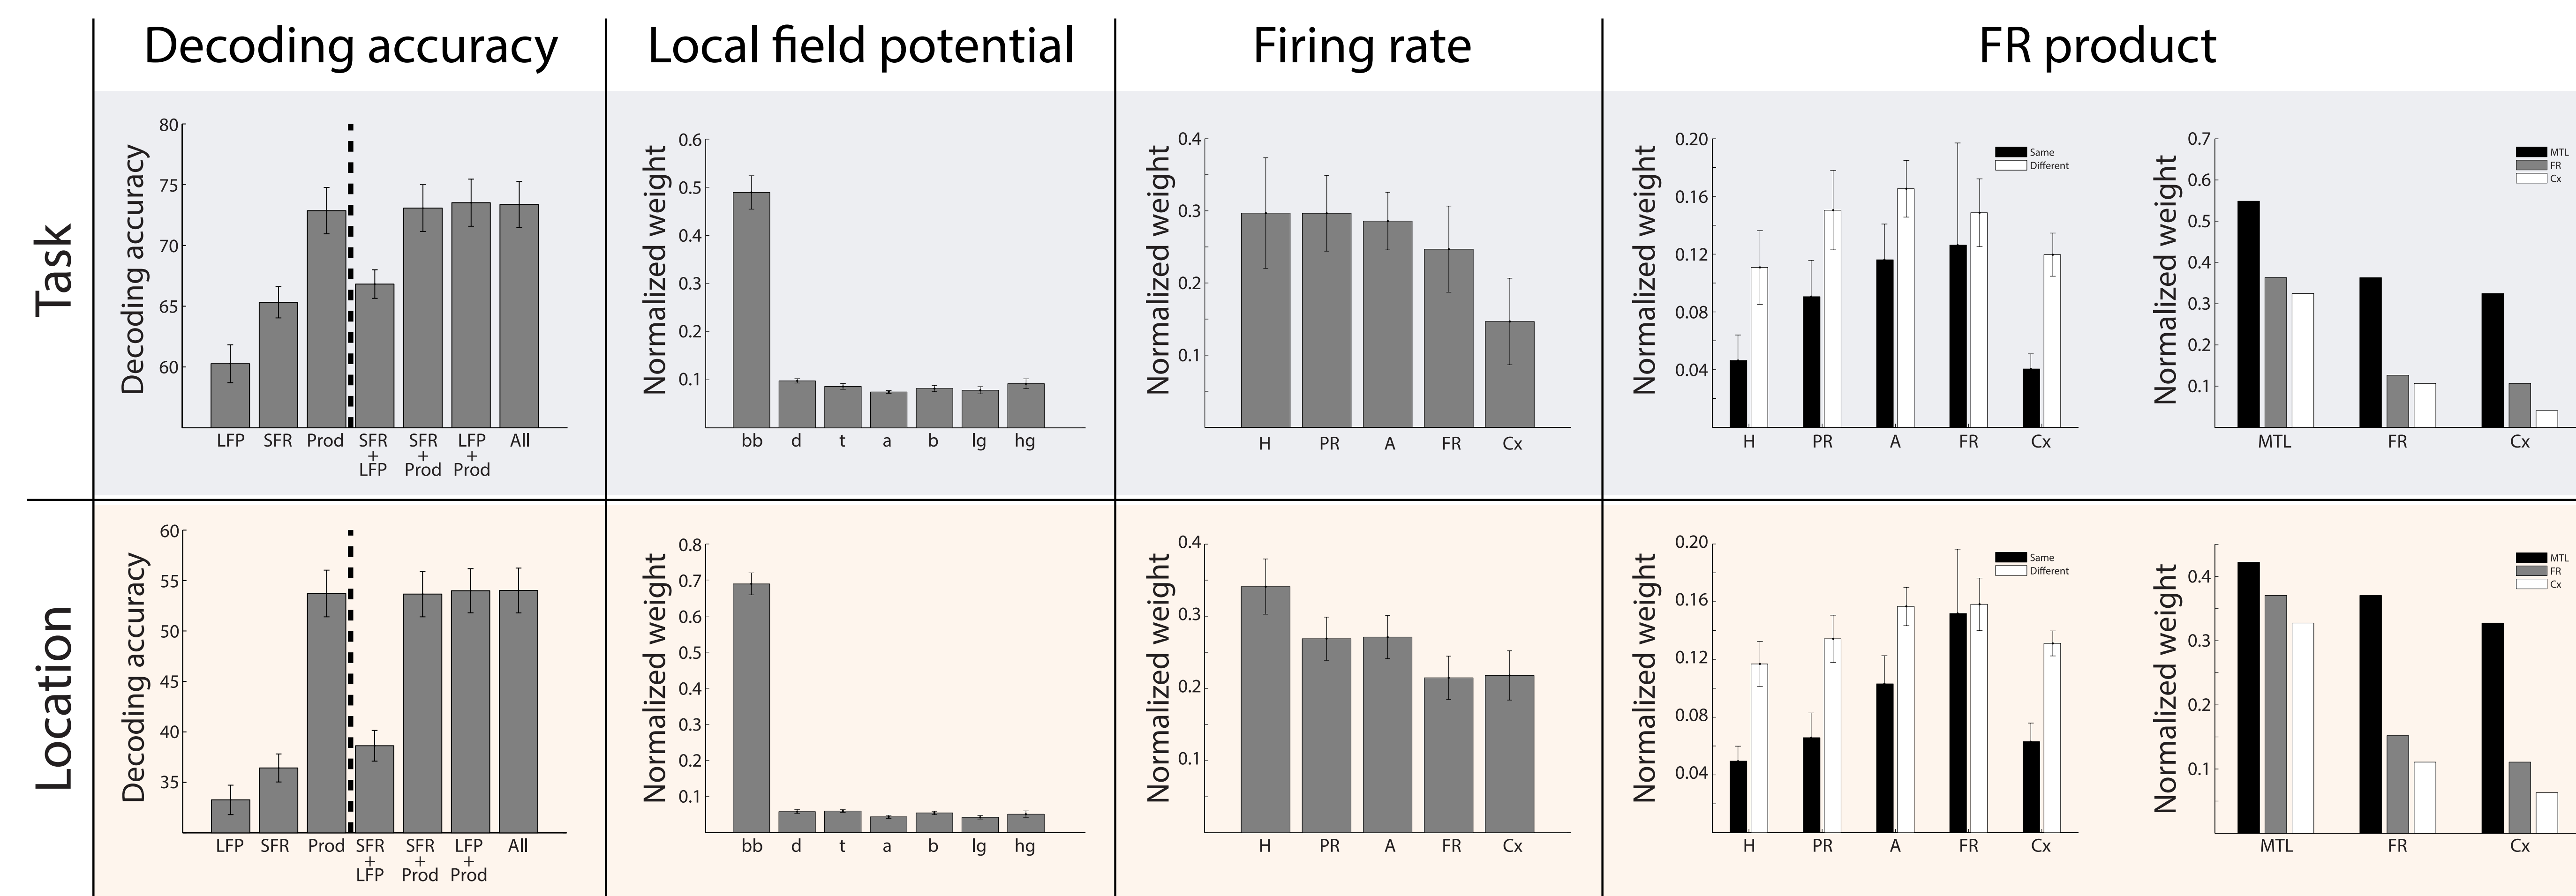 Decoding accuracy
Local field potential
Firing rate
FR product
Task
Decoding accuracy
80
75
70
65
60
LFP SFR Prod SFR SFR LFP All
+ + +
LFP Prod Prod
Normalized weight
0.6
0.5
0.4
0.3
0.2
0.1
bb d t a b lg hg
Normalized weight
0.4
0.3
0.2
0.1
H PR A FR Cx
Normalized weight
0.20
0.16
0.12
0.08
0.04
Same
Different
H PR A FR Cx
Normalized weight
0.7
0.6
0.5
0.4
0.3
0.2
0.1
MTL
FR
Cx
MTL FR Cx
Location
Decoding accuracy
60
55
50
45
40
35
LFP SFR Prod SFR SFR LFP All
+ + +
LFP Prod Prod
Normalized weight
0.8
0.7
0.6
0.5
0.4
0.3
0.2
0.1
bb d t a b lg hg
Normalized weight
0.4
0.3
0.2
0.1
H PR A FR Cx
Normalized weight
0.20
0.16
0.12
0.08
0.04
Same
Different
H PR A FR Cx
Normalized weight
0.4
0.3
0.2
0.1
MTL
FR
Cx
MTL FR Cx